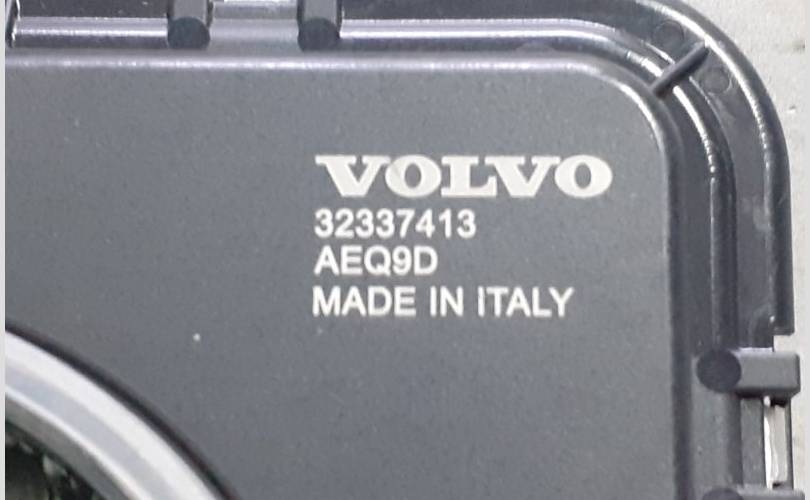 VOLVO
32337413
AEQ9D
MADE IN ITALY